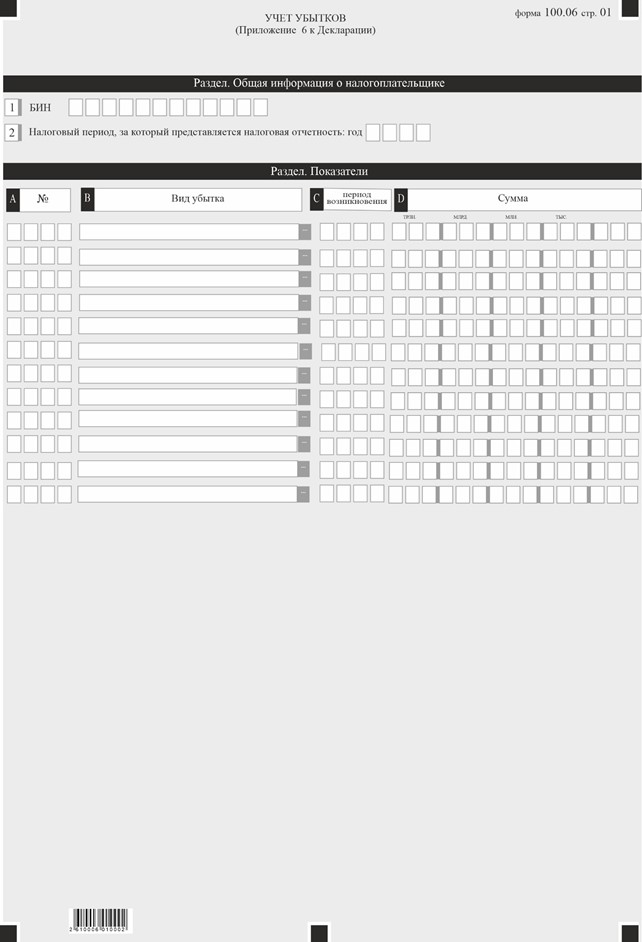 форма 100.06 стр. 01
УЧЕТ УБЫТКОВ
(Приложение 6 к Декларации)
Раздел. Общая информация о налогоплательщике
1 БИН
2 Налоговый период, за который представляется налоговая отчетность: год
Раздел. Показатели
A № B Вид убытка C период возникновения D Сумма
ТРЛН МЛРД МЛН ТЫС
...
...
...
...
...
...
...
...
...
...
...
...
2610006010002